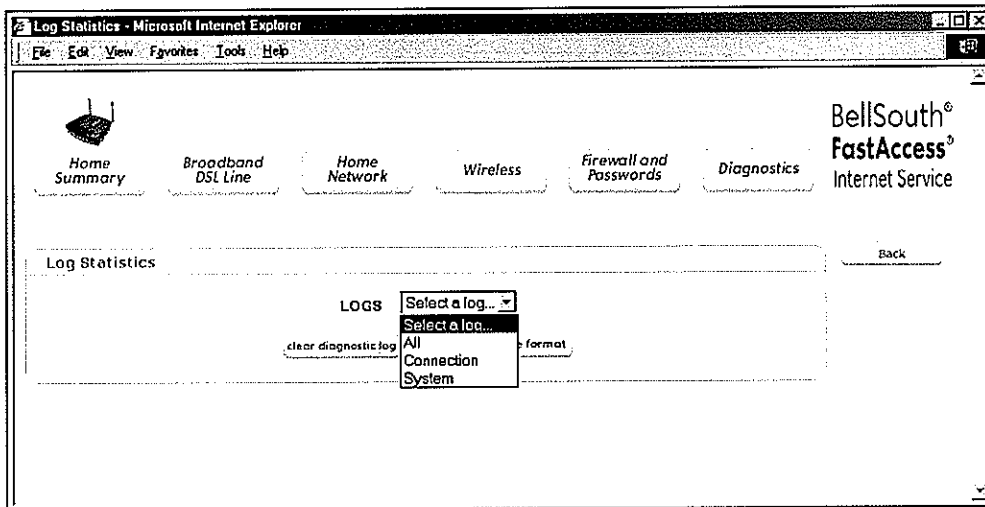 Log Statistics - Microsoft Internet Explorer
File Edit View Favorites Tools Help
BellSouth®
FastAccess®
Internet Service
Home Summary
Broadband DSL Line
Home Network
Wireless
Firewall and Passwords
Diagnostics
Log Statistics
Back
LOGS
Select a log...
Select a log...
All
Connection
System
clear diagnostic log
format